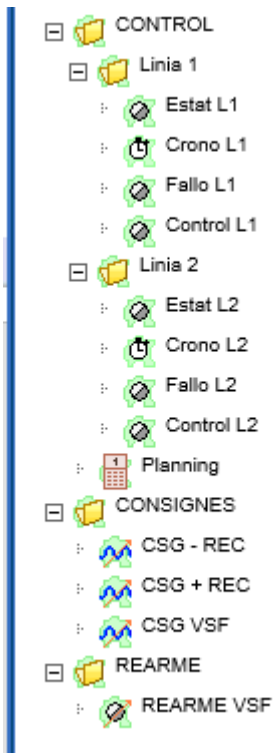 CONTROL
Linia 1
Estat L1
Crono L1
Fallo L1
Control L1
Linia 2
Estat L2
Crono L2
Fallo L2
Control L2
1
Planning
CONSIGNES
CSG - REC
CSG + REC
CSG VSF
REARME
REARME VSF